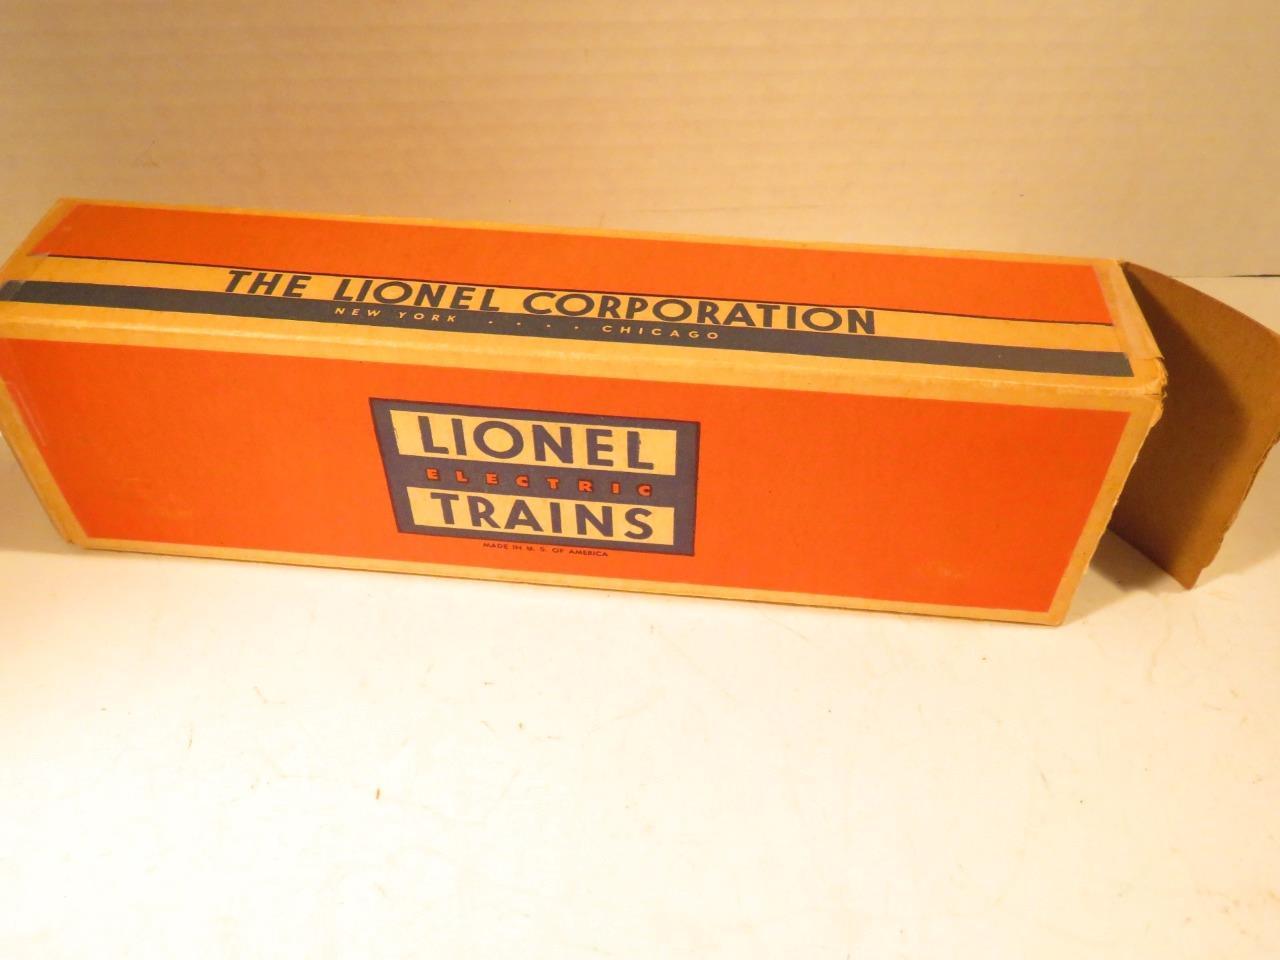 THE LIONEL CORPORATION
NEW YORK . . . . CHICAGO
LIONEL
ELECTRIC
TRAINS
MADE IN U. S. OF AMERICA